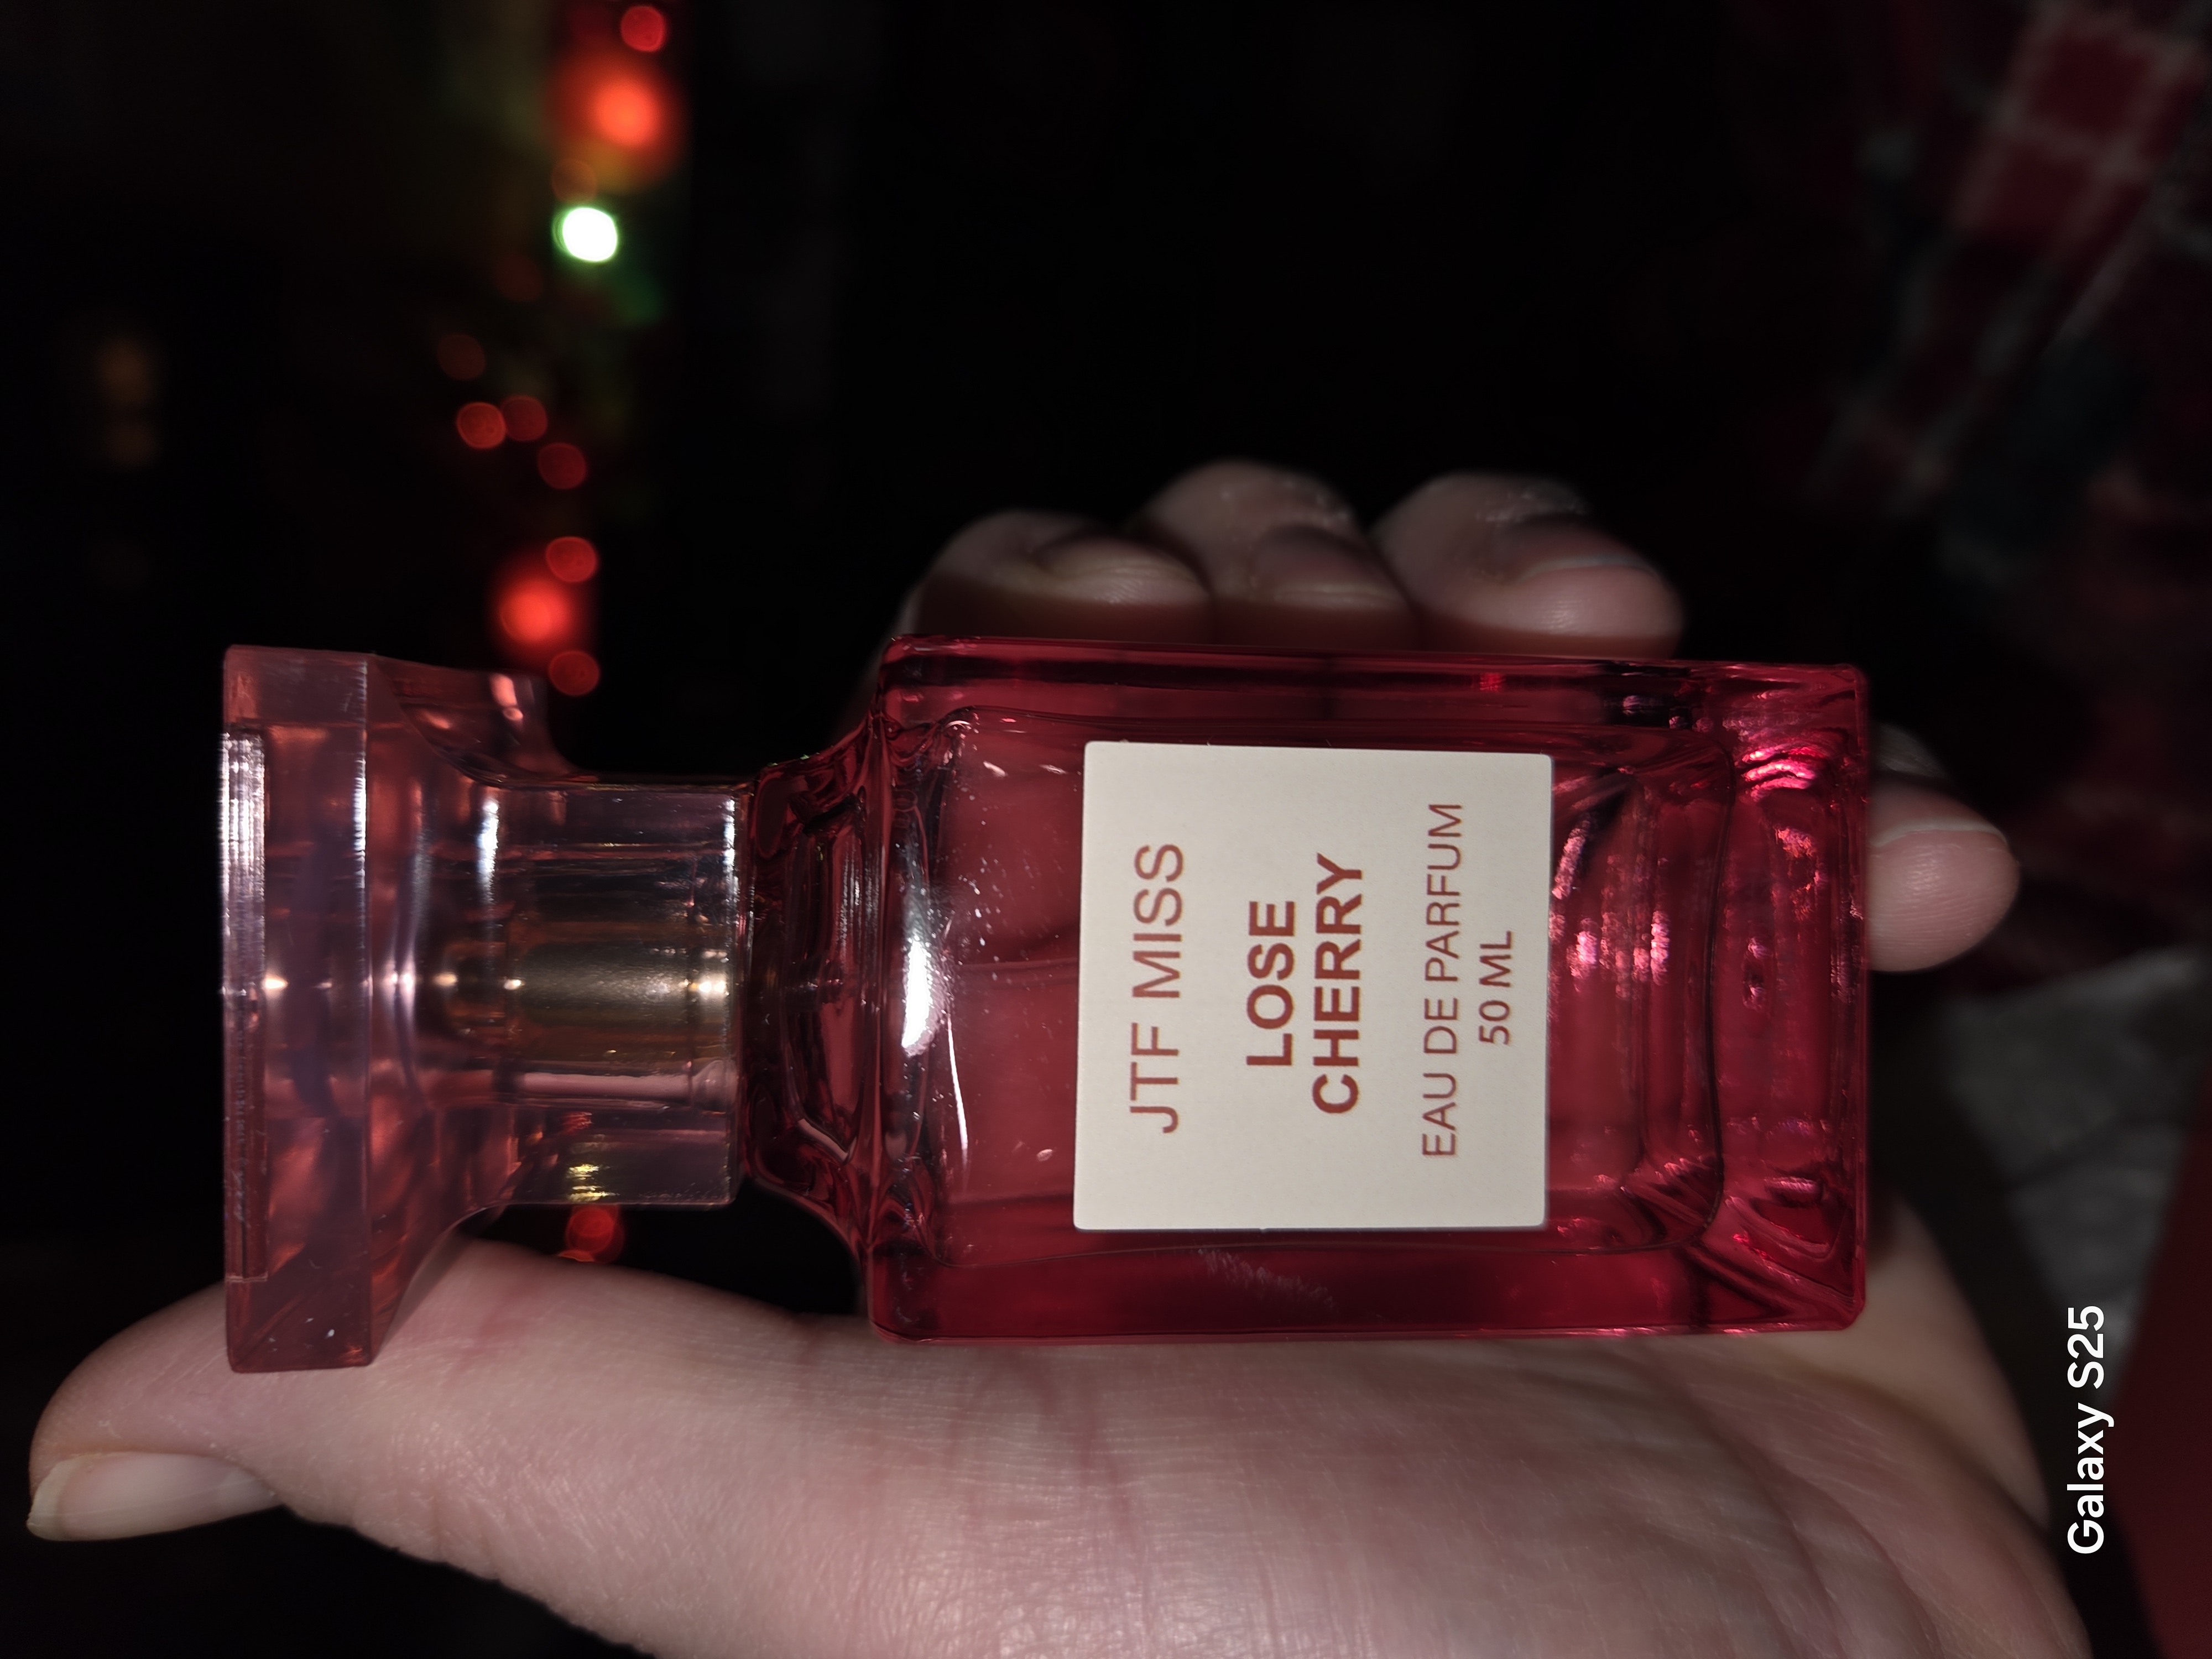 JTF MISS
LOSE
CHERRY
EAU DE PARFUM
50 ML
Galaxy S25